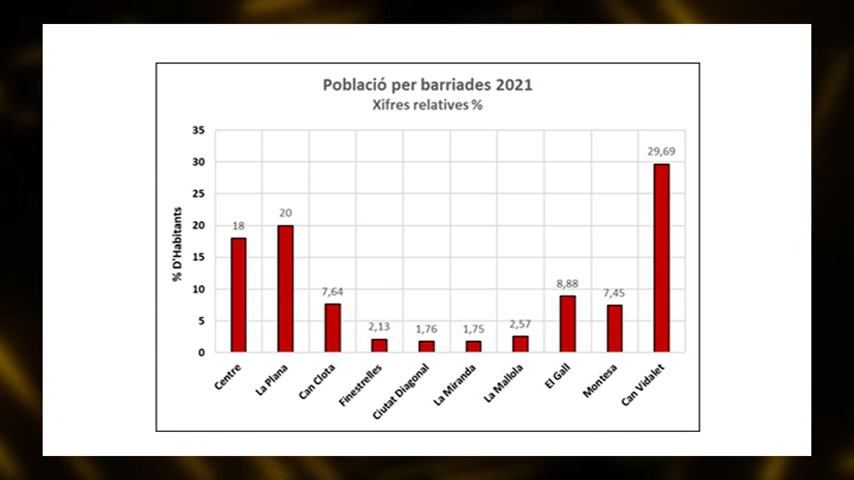 Població per barriades 2021
Xifres relatives %
% D'Habitants
35
30
25
20
15
10
5
0
18
20
7,64
2,13
1,76
1,75
2,57
8,88
7,45
29,69
Centre
La Plana
Can Clota
Finestrelles
Ciutat Diagonal
La Miranda
La Mallola
El Gall
Montesa
Can Vidalet